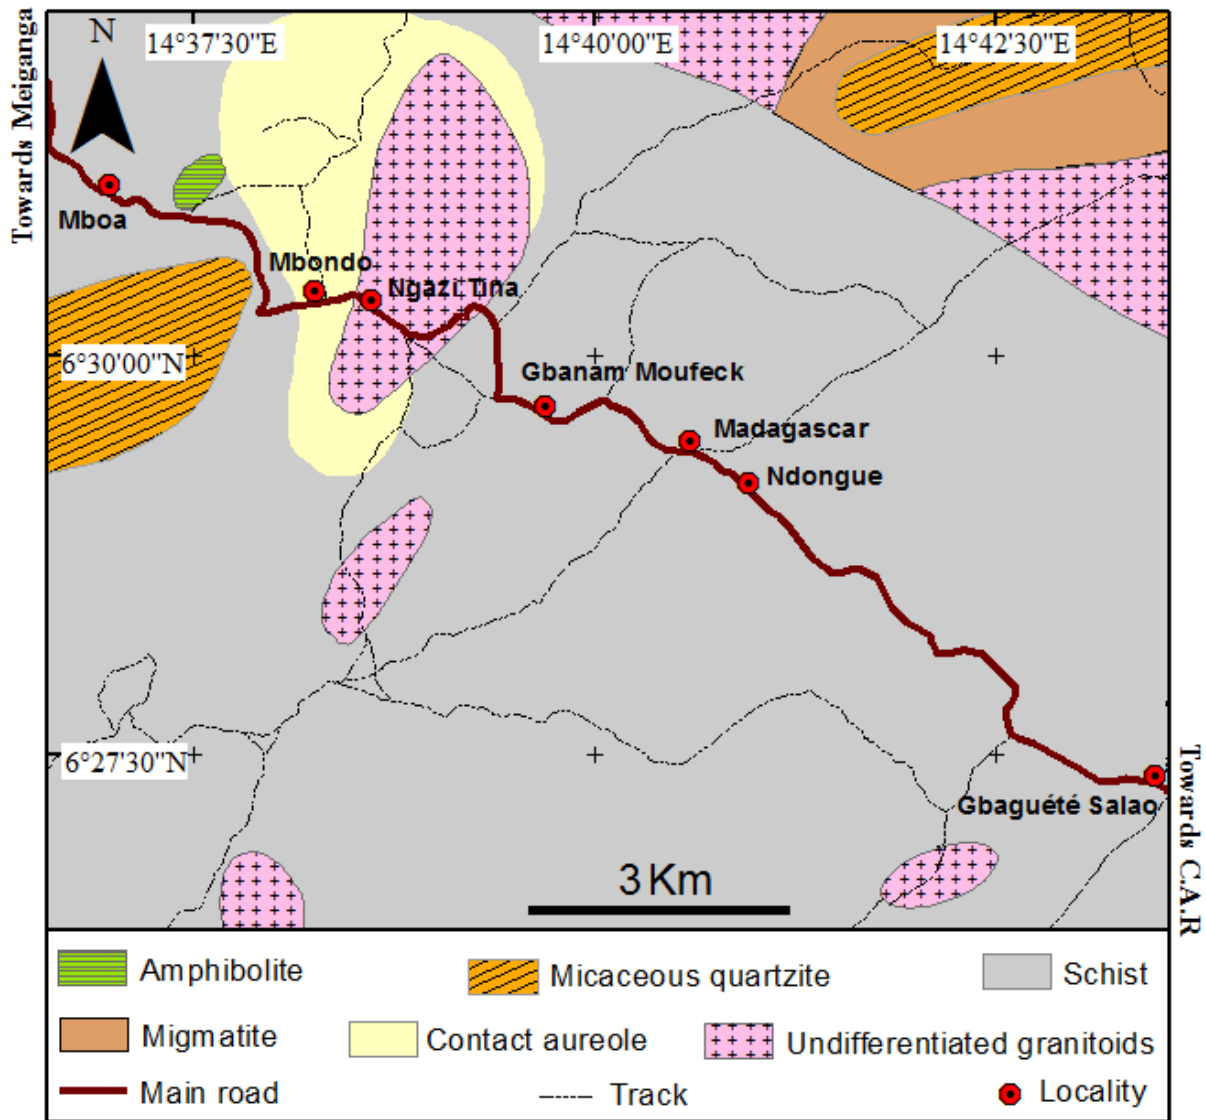 N
14°37'30"E
14°40'00"E
14°42'30"E
Towards Meiganga
Mboa
Mbondo
Ngazi Tina
6°30'00"N
Gbanam Moufeck
Madagascar
Ndongue
6°27'30"N
Gbaguété Salao
Towards C.A.R
3 Km
Amphibolite
Micaceous quartzite
Schist
Migmatite
Contact aureole
Undifferentiated granitoids
Main road
Track
Locality